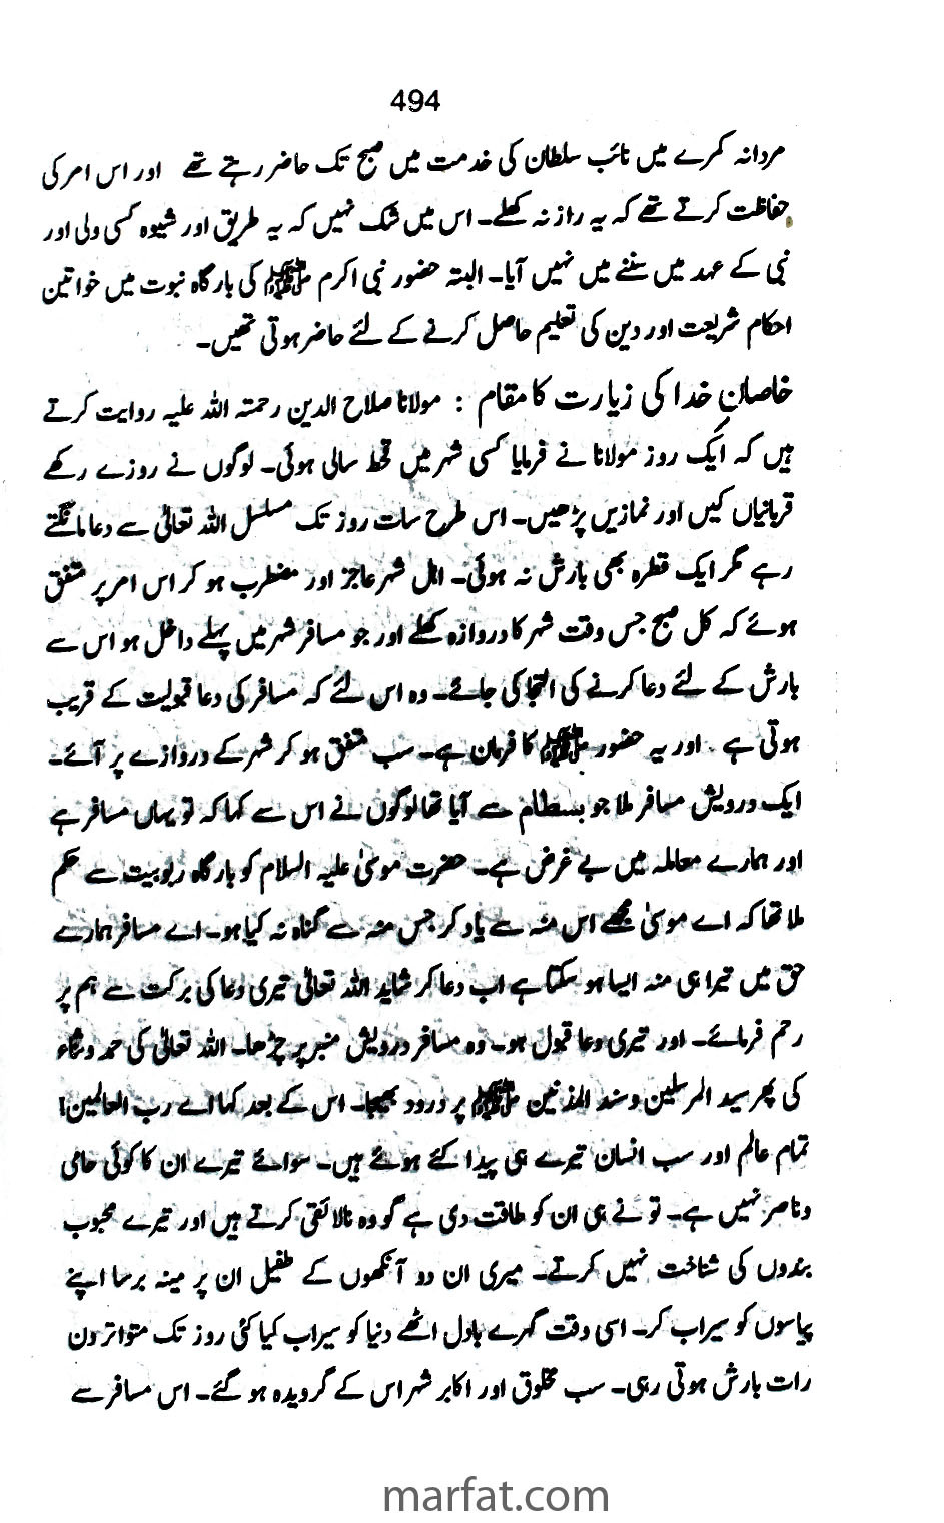 494
مردانہ کمرے میں نائب سلطان کی خدمت میں صبح تک حاضر رہتے تھے اور اس امر کی
حفاظت کرتے تھے کہ یہ راز نہ کھلے۔ اس میں شک نہیں کہ یہ طریق اور شیوہ کسی ولی اور
نبی کے عہد میں سننے میں نہیں آیا۔ البتہ حضور نبی اکرم ﷺ کی بارگاہ نبوت میں خواتین
احکام شریعت اور دین کی تعلیم حاصل کرنے کے لئے حاضر ہوتی تھیں۔
خاصانِ خدا کی زیارت کا مقام : مولانا صلاح الدین رحمتہ اللہ علیہ روایت کرتے
ہیں کہ ایک روز مولانا نے فرمایا کسی شہر میں قحط سالی ہوئی۔ لوگوں نے روزے رکھے
قربانیاں کیں اور نمازیں پڑھیں۔ اس طرح سات روز تک مسلسل اللہ تعالیٰ سے دعا مانگتے
رہے مگر ایک قطرہ بھی بارش نہ ہوئی۔ اہل شہر عاجز اور مضطرب ہو کر اس امر پر متفق
ہوئے کہ کل صبح جس وقت شہر کا دروازہ کھلے اور جو مسافر شہر میں پہلے داخل ہو اس سے
بارش کے لئے دعا کرنے کی التجا کی جائے۔ وہ اس لئے کہ مسافر کی دعا قبولیت کے قریب
ہوتی ہے۔ اور یہ حضور ﷺ کا فرمان ہے۔ سب متفق ہو کر شہر کے دروازے پر آئے۔
ایک درویش مسافر ملا جو بسطام سے آیا تھا لوگوں نے اس سے کہا کہ تو یہاں مسافر ہے
اور ہمارے معاملہ میں بے غرض ہے۔ حضرت موسیٰ علیہ السلام کو بارگاہ ربوبیت سے حکم
ملا تھا کہ اے موسیٰ مجھے اس منہ سے یاد کر جس منہ سے گناہ نہ کیا ہو۔ اے مسافر ہمارے
حق میں تیرا ہی منہ ایسا ہو سکتا ہے اب دعا کر شاید اللہ تعالیٰ تیری دعا کی برکت سے ہم پر
رحم فرمائے۔ اور تیری دعا قبول ہو۔ وہ مسافر درویش منبر پر چڑھا۔ اللہ تعالیٰ کی حمد و ثناء
کی پھر سید المرسلین و سند المذنبین ﷺ پر درود بھیجا۔ اس کے بعد کہا اے رب العالمین!
تمام عالم اور سب انسان تیرے ہی پیدا کئے ہوئے ہیں۔ سوائے تیرے ان کا کوئی حامی
و ناصر نہیں ہے۔ تو نے ہی ان کو طاقت دی ہے گو وہ نالائقی کرتے ہیں اور تیرے محبوب
بندوں کی شناخت نہیں کرتے۔ میری ان دو آنکھوں کے طفیل ان پر مینہ برسا اپنے
پیاسوں کو سیراب کر۔ اسی وقت گہرے بادل اٹھے دنیا کو سیراب کیا کئی روز تک متواتر دن
رات بارش ہوتی رہی۔ سب مخلوق اور اکابر شہر اس کے گرویدہ ہو گئے۔ اس مسافر سے
marfat.com